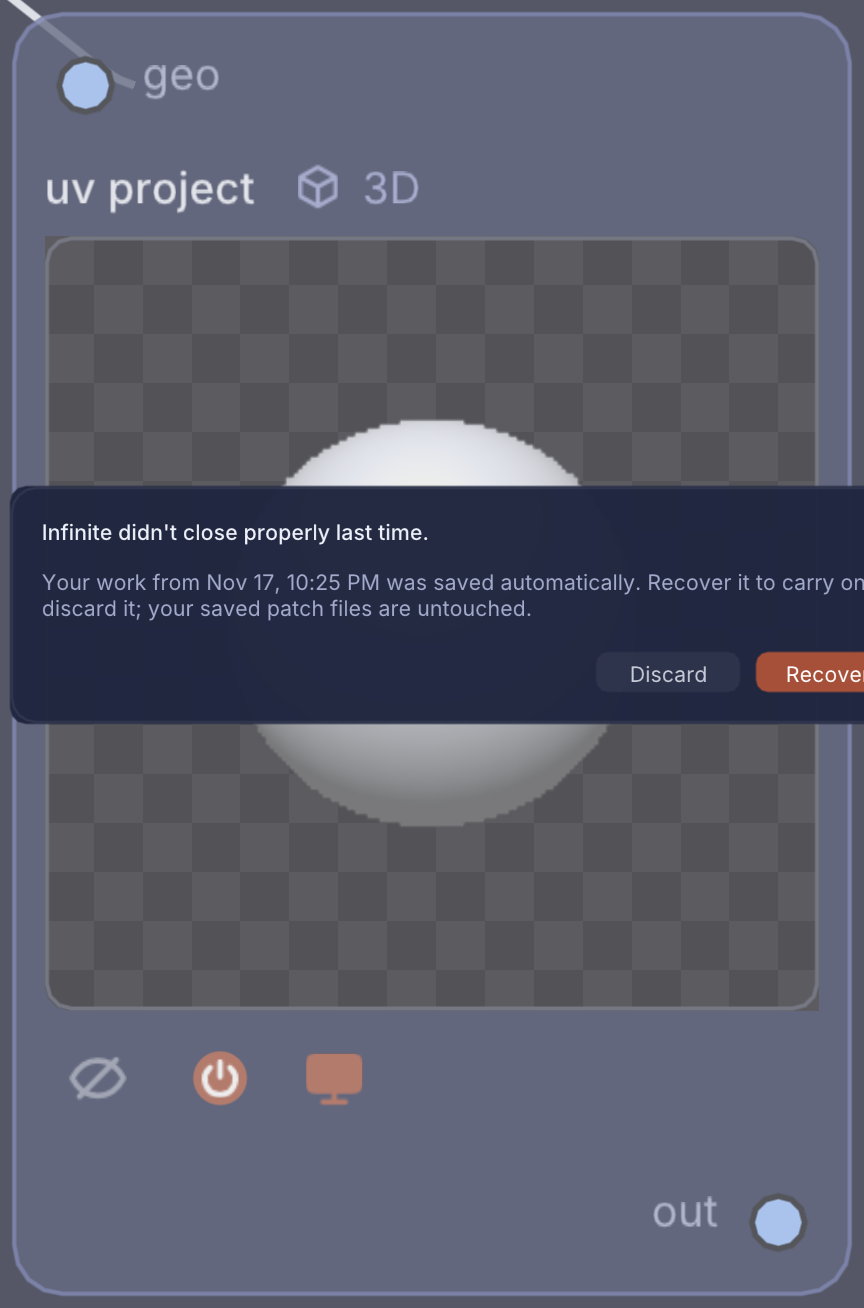 geo
uv project 3D
Infinite didn't close properly last time.
Your work from Nov 17, 10:25 PM was saved automatically. Recover it to carry on
discard it; your saved patch files are untouched.
Discard
out